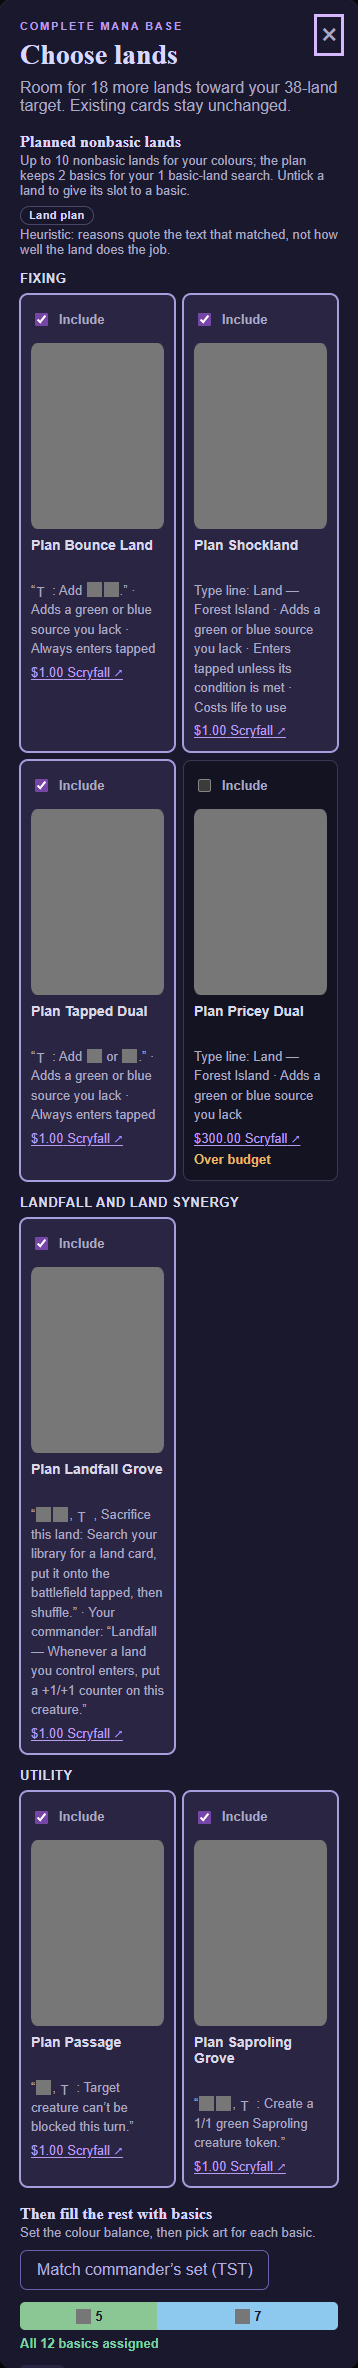 COMPLETE MANA BASE
Choose lands
×
Room for 18 more lands toward your 38-land
target. Existing cards stay unchanged.
Planned nonbasic lands
Up to 10 nonbasic lands for your colours; the plan
keeps 2 basics for your 1 basic-land search. Untick a
land to give its slot to a basic.
Land plan
Heuristic: reasons quote the text that matched, not how
well the land does the job.
FIXING
Include
Plan Bounce Land
“T : Add .” ·
Adds a green or blue
source you lack ·
Always enters tapped
$1.00 Scryfall ↗
Include
Plan Shockland
Type line: Land —
Forest Island · Adds a
green or blue source
you lack · Enters
tapped unless its
condition is met ·
Costs life to use
$1.00 Scryfall ↗
Include
Plan Tapped Dual
“T : Add or .” ·
Adds a green or blue
source you lack ·
Always enters tapped
$1.00 Scryfall ↗
Include
Plan Pricey Dual
Type line: Land —
Forest Island · Adds a
green or blue source
you lack
$300.00 Scryfall ↗
Over budget
LANDFALL AND LAND SYNERGY
Include
Plan Landfall Grove
“, T , Sacrifice
this land: Search your
library for a land card,
put it onto the
battlefield tapped, then
shuffle.” · Your
commander: “Landfall
— Whenever a land
you control enters, put
a +1/+1 counter on this
creature.”
$1.00 Scryfall ↗
UTILITY
Include
Plan Passage
“, T : Target
creature can’t be
blocked this turn.”
$1.00 Scryfall ↗
Include
Plan Saproling
Grove
“, T : Create a
1/1 green Saproling
creature token.”
$1.00 Scryfall ↗
Then fill the rest with basics
Set the colour balance, then pick art for each basic.
Match commander’s set (TST)
5
7
All 12 basics assigned